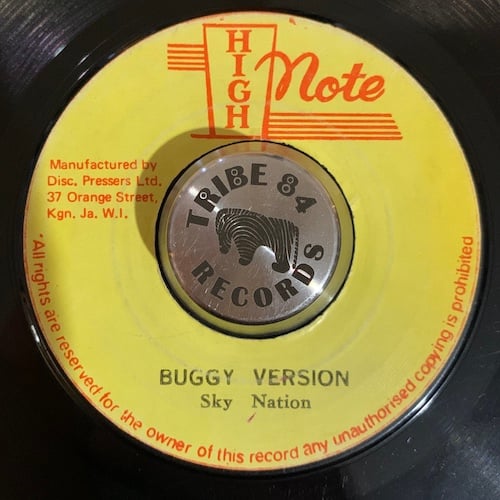 HIGH Note
Manufactured by
Disc. Pressers Ltd.
37 Orange Street,
Kgn. Ja. W.I.
TRIBE 84
RECORDS
BUGGY VERSION
Sky Nation
All rights are reserved for the owner of this record any unauthorised copying is prohibited